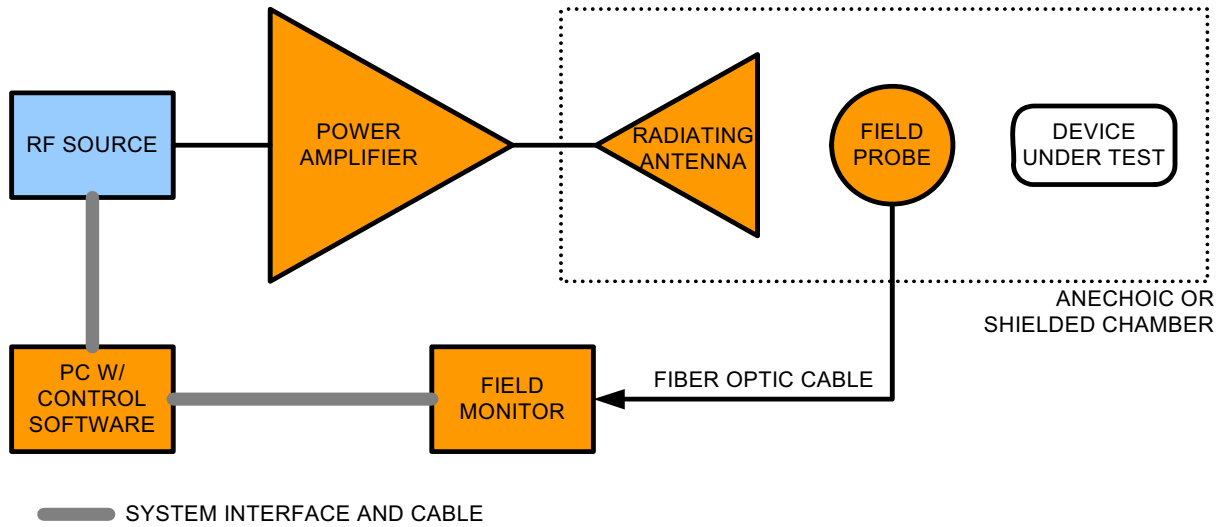 RF SOURCE
POWER
AMPLIFIER
RADIATING
ANTENNA
FIELD
PROBE
DEVICE
UNDER TEST
ANECHOIC OR
SHIELDED CHAMBER
PC W/
CONTROL
SOFTWARE
FIELD
MONITOR
FIBER OPTIC CABLE
SYSTEM INTERFACE AND CABLE